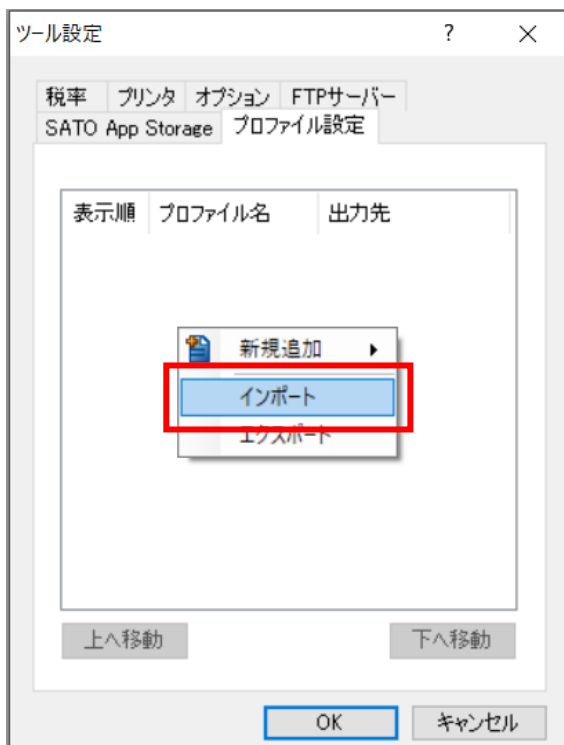 ツール設定 ?
税率 プリンタ オプション FTPサーバー
SATO App Storage プロファイル設定
表示順 プロファイル名 出力先
新規追加
インポート
エクスポート
上へ移動 下へ移動
OK キャンセル